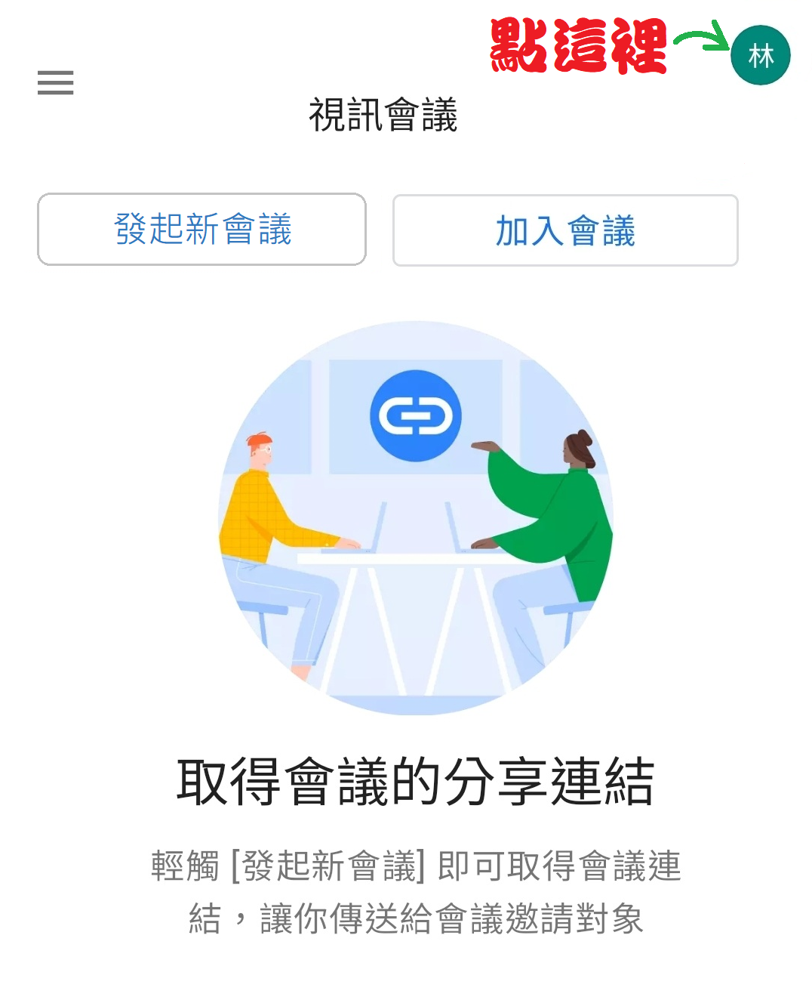 點這裡
林
視訊會議
發起新會議
加入會議
取得會議的分享連結
輕觸 [發起新會議] 即可取得會議連
結，讓你傳送給會議邀請對象